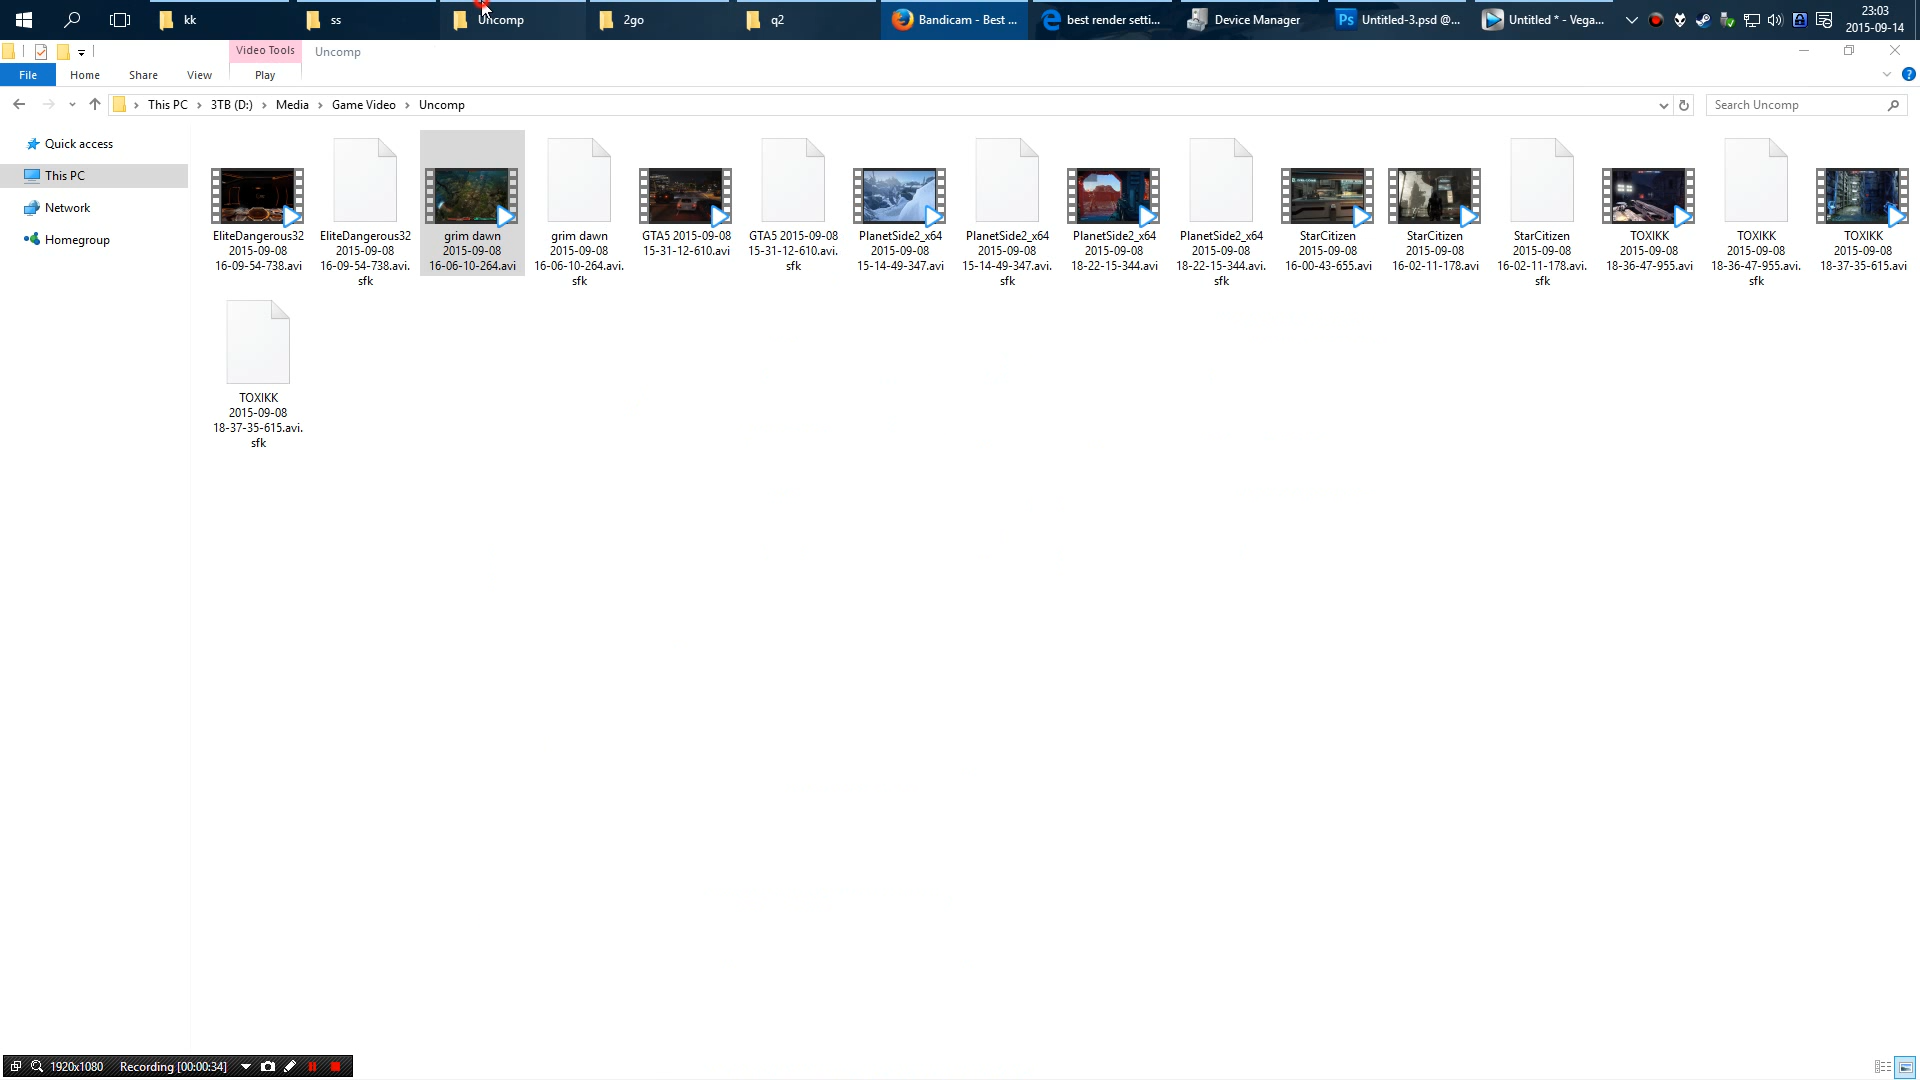 kk
ss
Uncomp
2go
q2
Bandicam - Best ...
best render setti...
Device Manager
Ps
Untitled-3.psd @...
Untitled * - Vega...
23:03
2015-09-14
Video Tools
Uncomp
File
Home
Share
View
Play
This PC
3TB (D:)
Media
Game Video
Uncomp
Search Uncomp
Quick access
This PC
Network
Homegroup
EliteDangerous32
2015-09-08
16-09-54-738.avi
EliteDangerous32
2015-09-08
16-09-54-738.avi.
sfk
grim dawn
2015-09-08
16-06-10-264.avi
grim dawn
2015-09-08
16-06-10-264.avi.
sfk
GTA5 2015-09-08
15-31-12-610.avi
GTA5 2015-09-08
15-31-12-610.avi.
sfk
PlanetSide2_x64
2015-09-08
15-14-49-347.avi
PlanetSide2_x64
2015-09-08
15-14-49-347.avi.
sfk
PlanetSide2_x64
2015-09-08
18-22-15-344.avi
PlanetSide2_x64
2015-09-08
18-22-15-344.avi.
sfk
StarCitizen
2015-09-08
16-00-43-655.avi
StarCitizen
2015-09-08
16-02-11-178.avi
StarCitizen
2015-09-08
16-02-11-178.avi.
sfk
TOXIKK
2015-09-08
18-36-47-955.avi
TOXIKK
2015-09-08
18-36-47-955.avi.
sfk
TOXIKK
2015-09-08
18-37-35-615.avi
TOXIKK
2015-09-08
18-37-35-615.avi.
sfk
1920x1080 Recording [00:00:34]